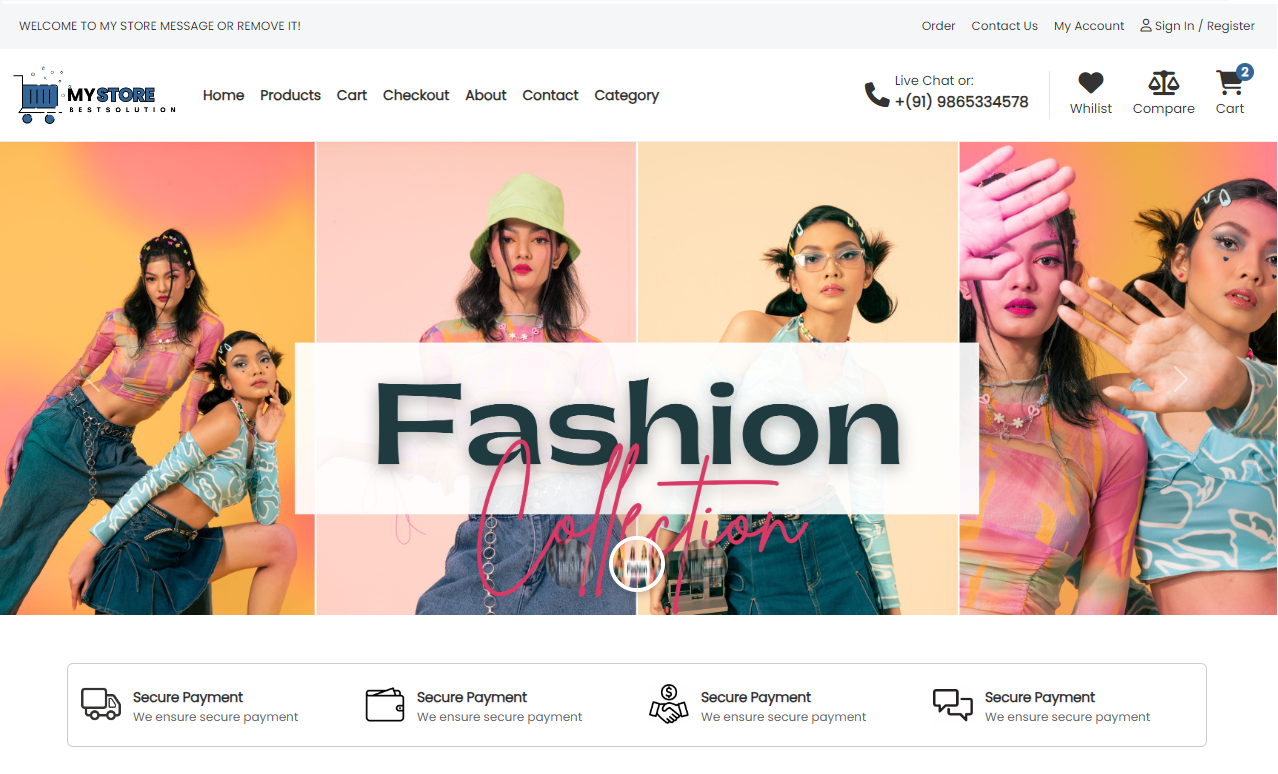 WELCOME TO MY STORE MESSAGE OR REMOVE IT!
Order Contact Us My Account Sign In / Register
MYSTORE
BESTSOLUTION
Home Products Cart Checkout About Contact Category
Live Chat or:
+(91) 9865334578
2
Whilist Compare Cart
Fashion
Collection
Secure Payment
We ensure secure payment
Secure Payment
We ensure secure payment
Secure Payment
We ensure secure payment
Secure Payment
We ensure secure payment